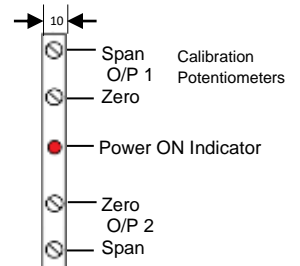 10
Span
O/P 1
Zero
Calibration
Potentiometers
Power ON Indicator
Zero
O/P 2
Span